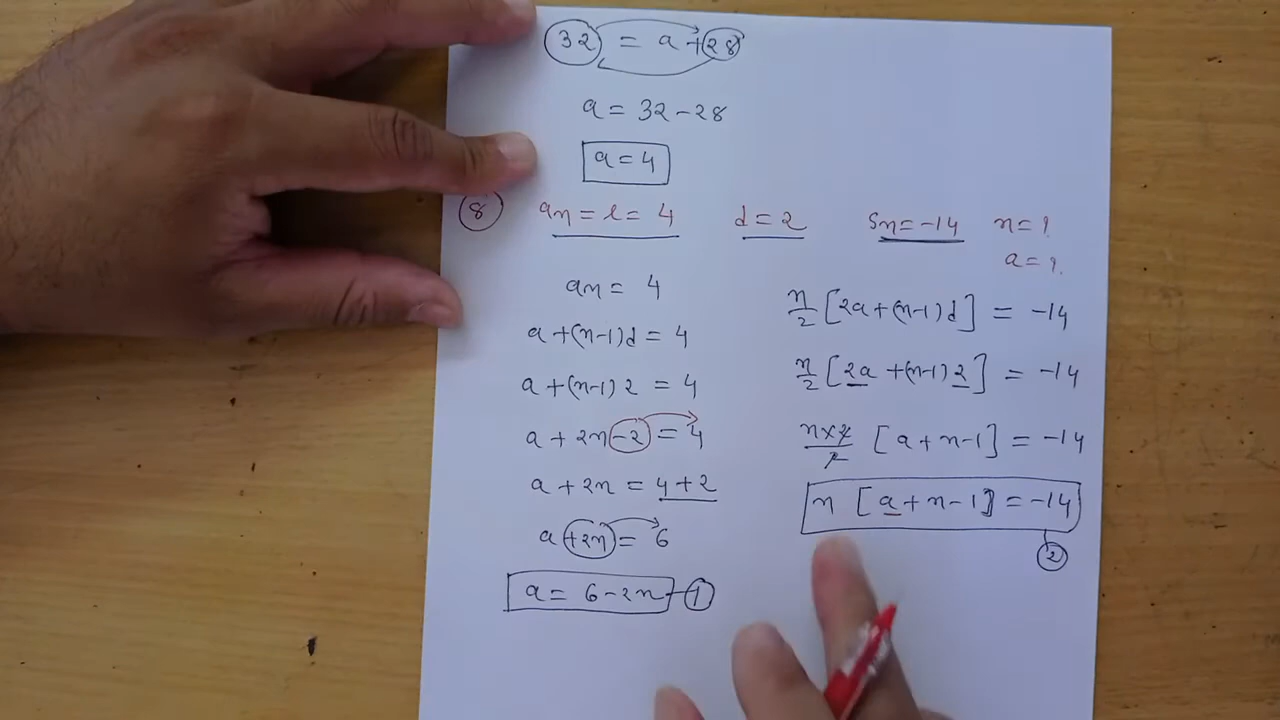 32 = a+28
a = 32-28
a = 4
8 an = l = 4 d = 2 Sn = -14 n = ?
a = ?
an = 4
a+(n-1)d = 4
a+(n-1)2 = 4
a+2n-2 = 4
a+2n = 4+2
a+2n = 6
a = 6-2n - 1
n/2 [2a+(n-1)d] = -14
n/2 [2a+(n-1)2] = -14
n×2/2 [a+n-1] = -14
n [a+n-1] = -14
2